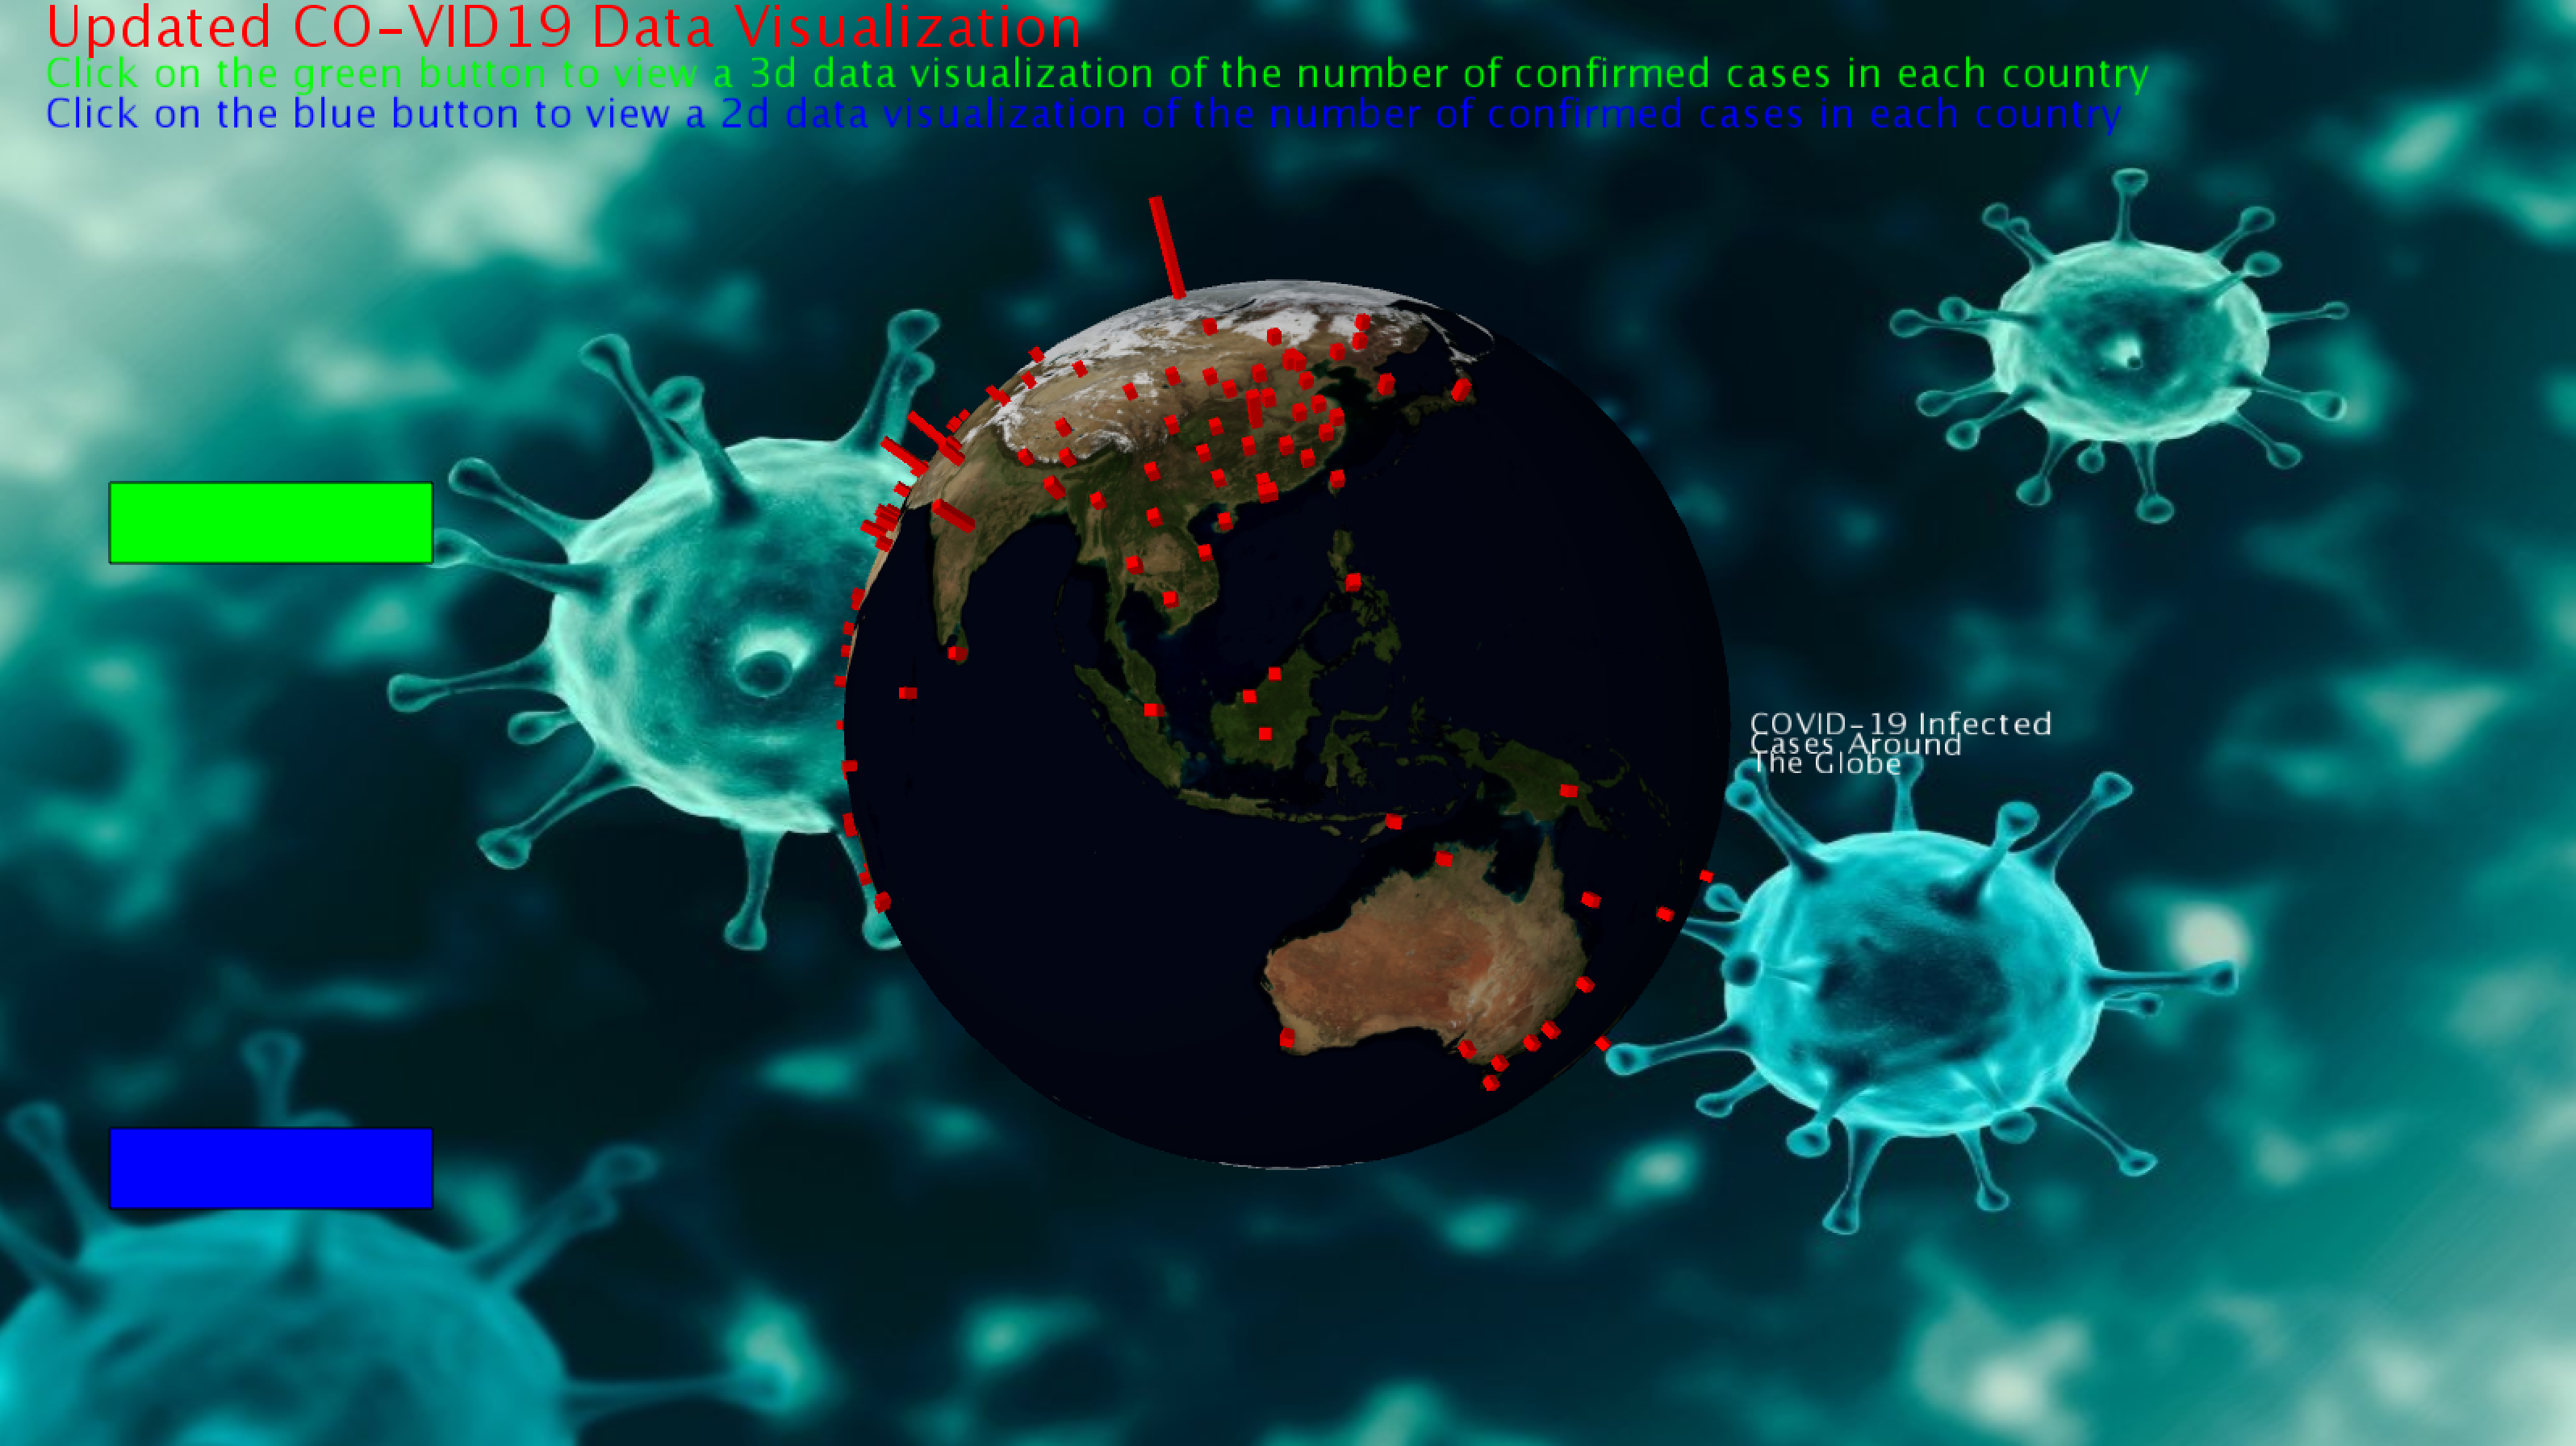 Updated CO-VID19 Data Visualization
Click on the green button to view a 3d data visualization of the number of confirmed cases in each country
Click on the blue button to view a 2d data visualization of the number of confirmed cases in each country
COVID-19 Infected
Cases Around
The Globe